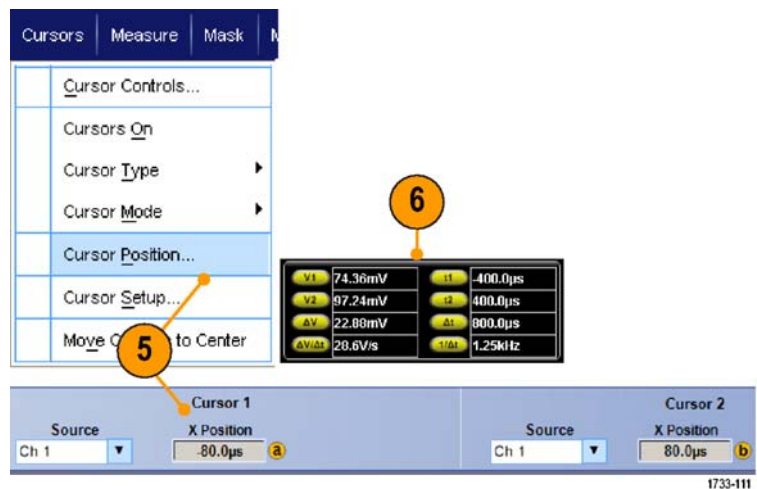 Cursors Measure Mask
Cursor Controls...
Cursors On
Cursor Type
Cursor Mode
Cursor Position...
Cursor Setup...
Move to Center
5
6
V1 74.36mV t1 -400.0µs
V2 97.24mV t2 400.0µs
ΔV 22.88mV Δt 800.0µs
ΔV/Δt 28.6V/s 1/Δt 1.25kHz
Cursor 1 Cursor 2
Source X Position Source X Position
Ch 1 -80.0µs a Ch 1 80.0µs b
1733-111